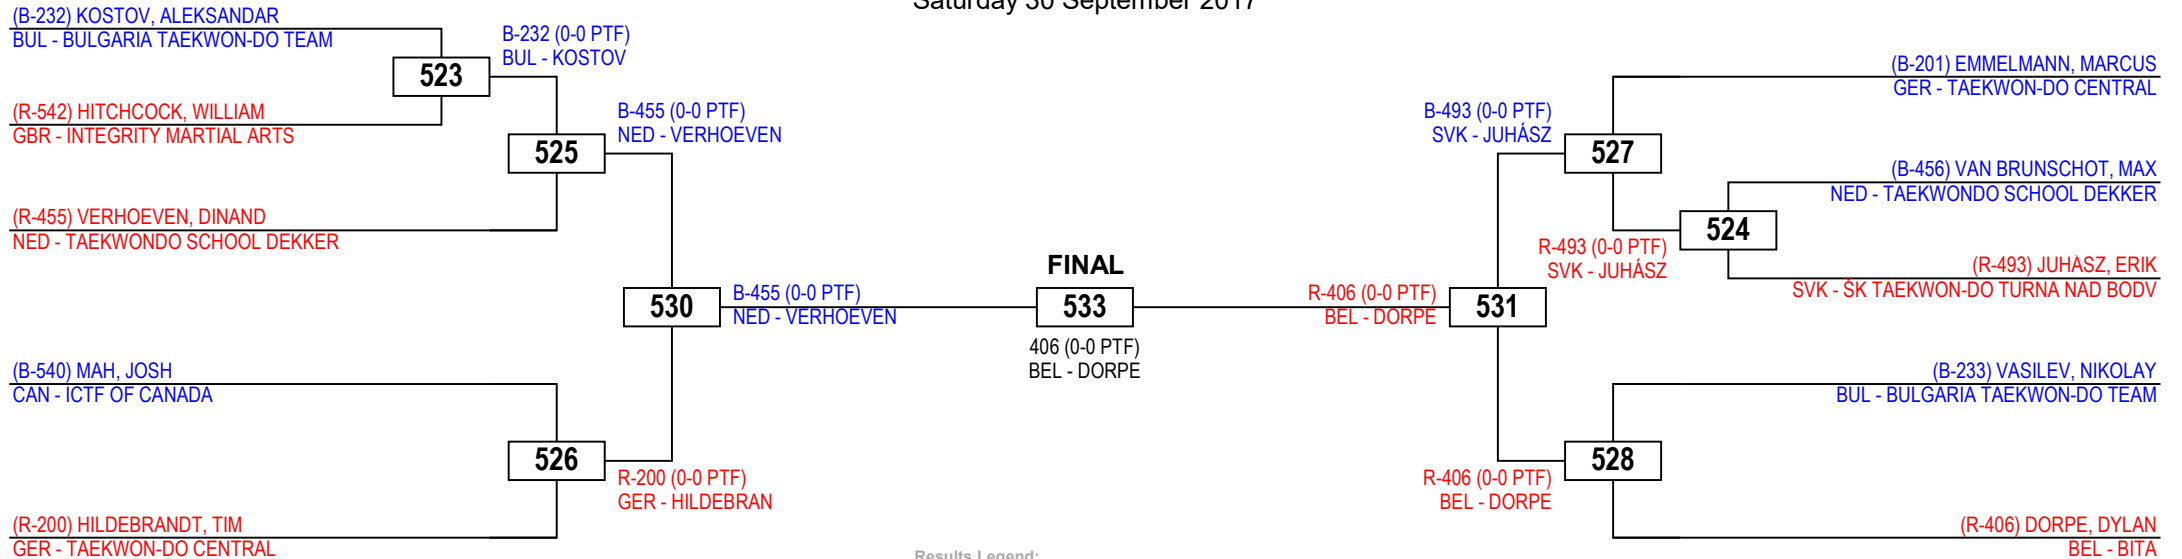 Saturday 30 September 2017
(B-232) KOSTOV, ALEKSANDAR
BUL - BULGARIA TAEKWON-DO TEAM
B-232 (0-0 PTF)
BUL - KOSTOV
523
(R-542) HITCHCOCK, WILLIAM
GBR - INTEGRITY MARTIAL ARTS
B-455 (0-0 PTF)
NED - VERHOEVEN
525
(R-455) VERHOEVEN, DINAND
NED - TAEKWONDO SCHOOL DEKKER
530
B-455 (0-0 PTF)
NED - VERHOEVEN
(B-540) MAH, JOSH
CAN - ICTF OF CANADA
526
R-200 (0-0 PTF)
GER - HILDEBRAN
(R-200) HILDEBRANDT, TIM
GER - TAEKWON-DO CENTRAL
FINAL
533
406 (0-0 PTF)
BEL - DORPE
(B-201) EMMELMANN, MARCUS
GER - TAEKWON-DO CENTRAL
B-493 (0-0 PTF)
SVK - JUHÁSZ
527
(B-456) VAN BRUNSCHOT, MAX
NED - TAEKWONDO SCHOOL DEKKER
524
R-493 (0-0 PTF)
SVK - JUHÁSZ
(R-493) JUHÁSZ, ERIK
SVK - ŠK TAEKWON-DO TURNA NAD BODV
R-406 (0-0 PTF)
BEL - DORPE
531
(B-233) VASILEV, NIKOLAY
BUL - BULGARIA TAEKWON-DO TEAM
528
R-406 (0-0 PTF)
BEL - DORPE
(R-406) DORPE, DYLAN
BEL - BITA
Results Legend: